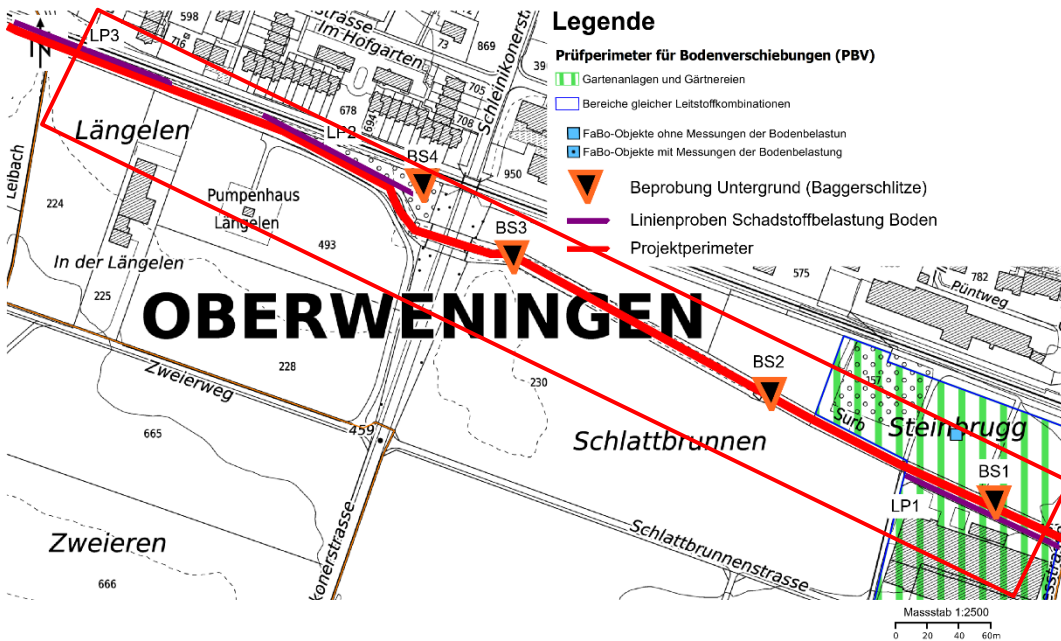 Legende
Prüfperimeter für Bodenverschiebungen (PBV)
Gartenanlagen und Gärtnereien
Bereiche gleicher Leitstoffkombinationen
FaBo-Objekte ohne Messungen der Bodenbelastun
FaBo-Objekte mit Messungen der Bodenbelastung
Beprobung Untergrund (Baggerschlitze)
Linienproben Schadstoffbelastung Boden
Projektperimeter
N
LP3
716
598
Im Hofgarten
73
869
Schleinikonerst
705
708
678
694
LP2
Längelen
BS4
950
Leibach
224
Pumpenhaus
Längelen
BS3
493
In der Längelen
225
575
782
Püntweg
OBERWENINGEN
228
230
BS2
157
Zweierweg
459
665
Schlattbrunnen
Surb
Steinbrugg
BS1
LP1
Zweieren
666
konerstrasse
Schlattbrunnenstrasse
Massstab 1:2500
0 20 40 60m